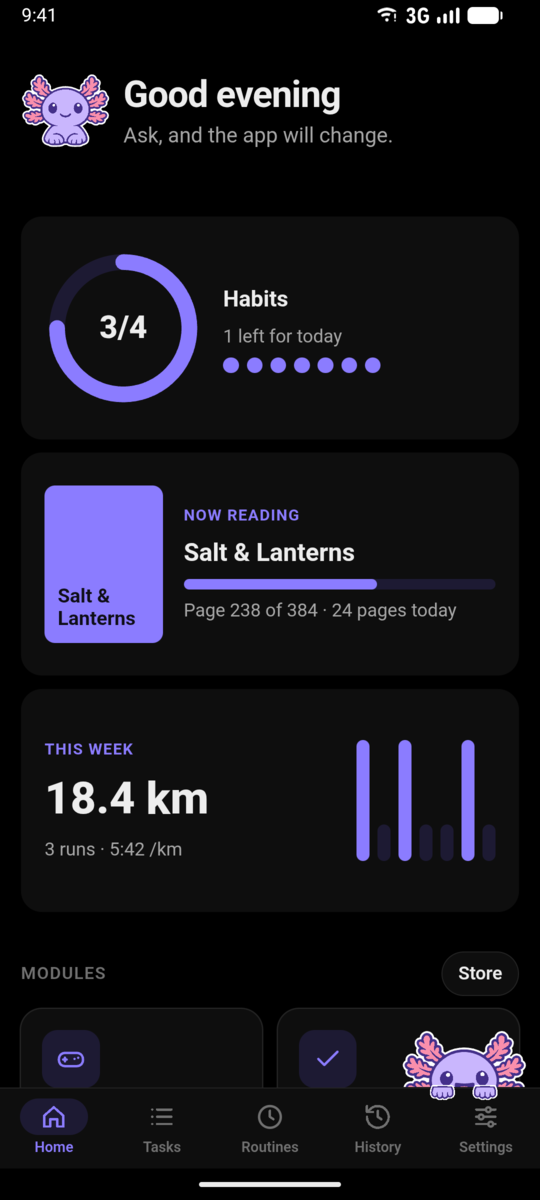 9:41
3G
Good evening
Ask, and the app will change.
3/4
Habits
1 left for today
Salt &
Lanterns
NOW READING
Salt & Lanterns
Page 238 of 384 · 24 pages today
THIS WEEK
18.4 km
3 runs · 5:42 /km
MODULES
Store
Home
Tasks
Routines
History
Settings